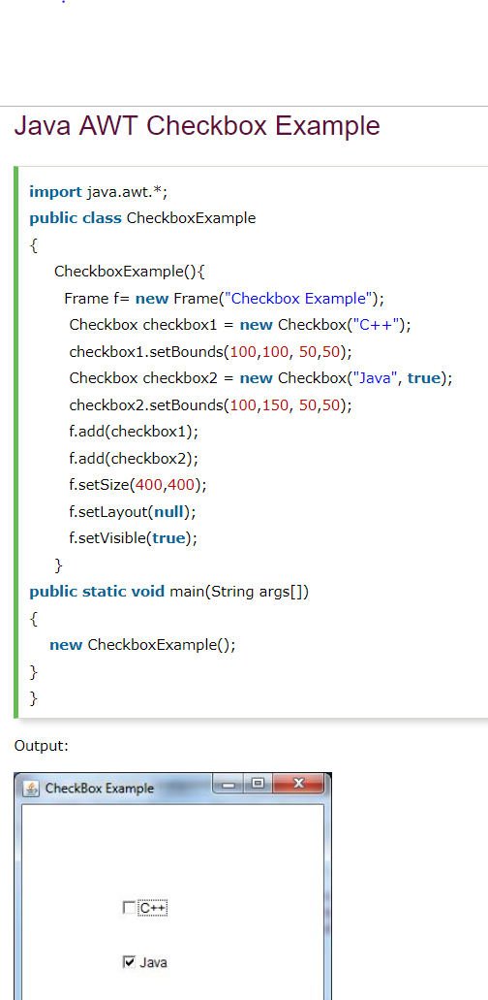 Java AWT Checkbox Example
import java.awt.*;
public class CheckboxExample
{
CheckboxExample(){
Frame f= new Frame("Checkbox Example");
Checkbox checkbox1 = new Checkbox("C++");
checkbox1.setBounds(100,100, 50,50);
Checkbox checkbox2 = new Checkbox("Java", true);
checkbox2.setBounds(100,150, 50,50);
f.add(checkbox1);
f.add(checkbox2);
f.setSize(400,400);
f.setLayout(null);
f.setVisible(true);
}
public static void main(String args[])
{
new CheckboxExample();
}
}
Output:
CheckBox Example
C++
Java